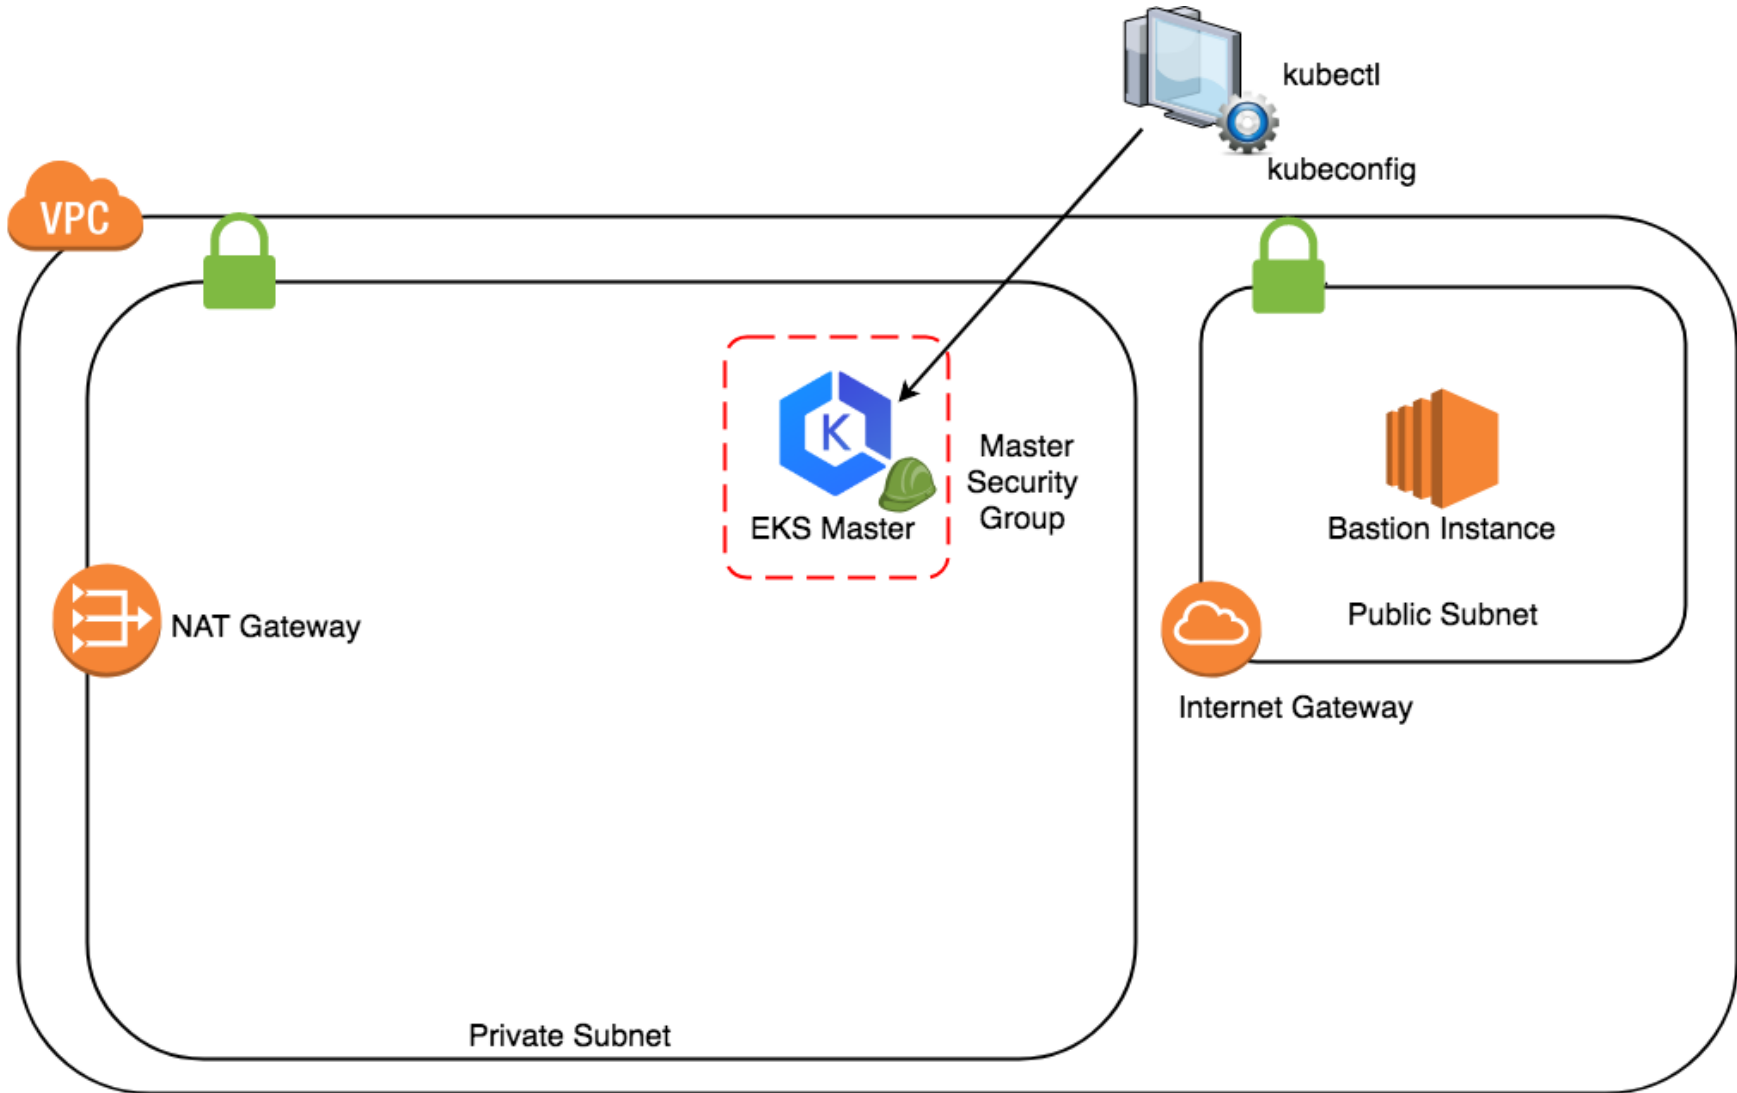 kubectl
kubeconfig
VPC
K
Master
Security
Group
EKS Master
Bastion Instance
NAT Gateway
Public Subnet
Internet Gateway
Private Subnet